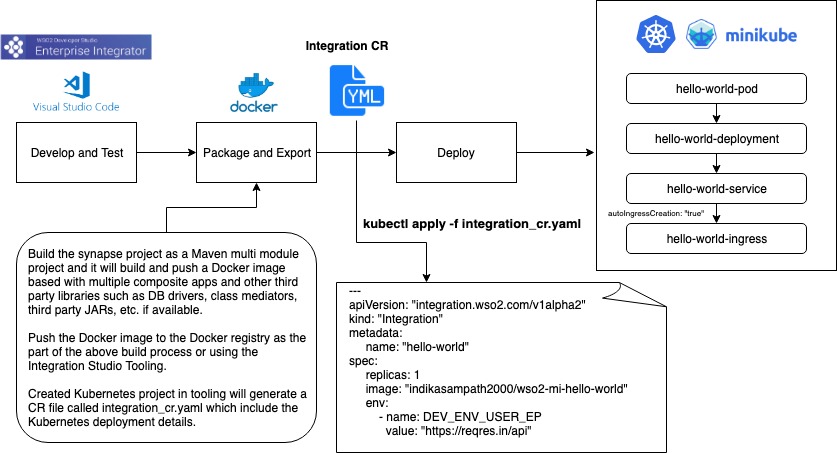 WSO2 Developer Studio
Enterprise Integrator
Visual Studio Code
docker
Integration CR
YML
minikube
Develop and Test
Package and Export
Deploy
hello-world-pod
hello-world-deployment
hello-world-service
autoIngressCreation: "true"
hello-world-ingress
kubectl apply -f integration_cr.yaml
Build the synapse project as a Maven multi module
project and it will build and push a Docker image
based with multiple composite apps and other third
party libraries such as DB drivers, class mediators,
third party JARs, etc. if available.
Push the Docker image to the Docker registry as the
part of the above build process or using the
Integration Studio Tooling.
Created Kubernetes project in tooling will generate a
CR file called integration_cr.yaml which include the
Kubernetes deployment details.
---
apiVersion: "integration.wso2.com/v1alpha2"
kind: "Integration"
metadata:
name: "hello-world"
spec:
replicas: 1
image: "indikasampath2000/wso2-mi-hello-world"
env:
- name: DEV_ENV_USER_EP
value: "https://reqres.in/api"